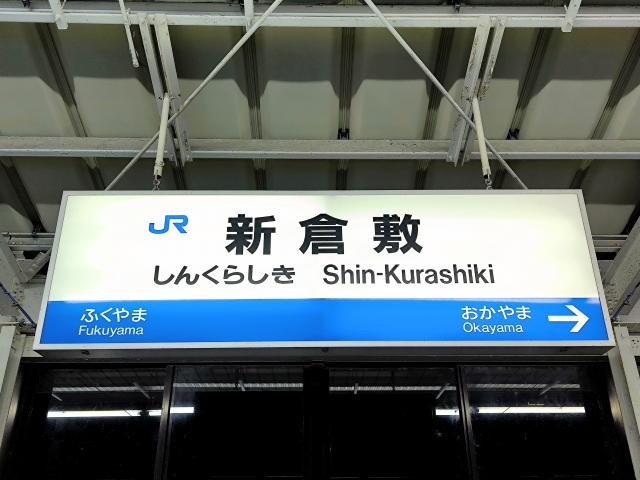 JR 新倉敷
しんくらしき Shin-Kurashiki
ふくやま おかやま →
Fukuyama Okayama